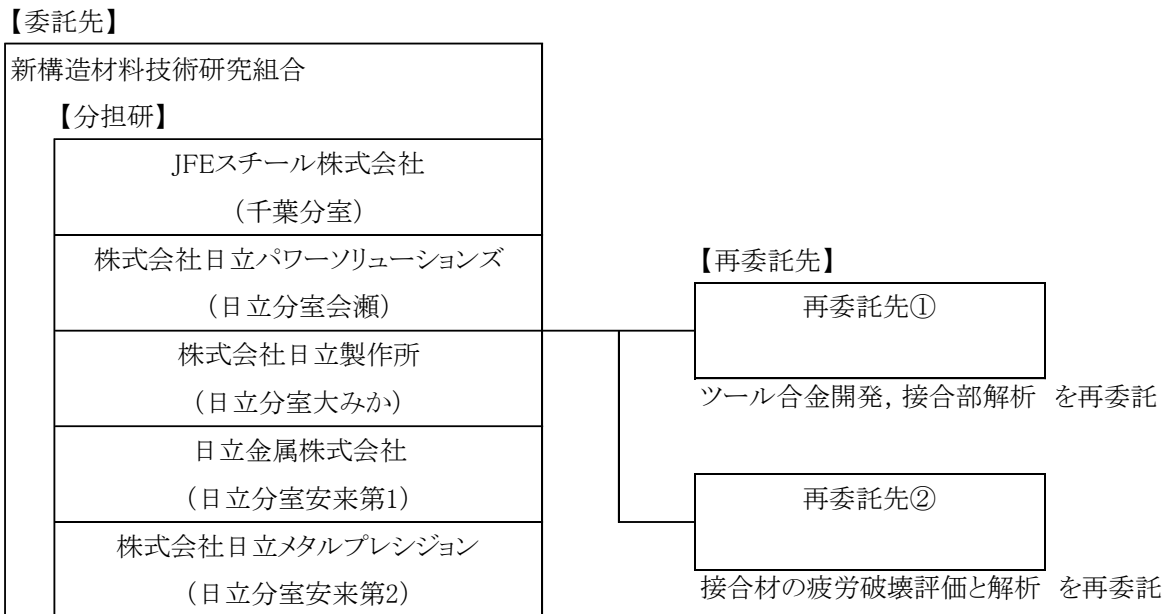 【委託先】
新構造材料技術研究組合
【分担研】
JFEスチール株式会社
（千葉分室）
株式会社日立パワーソリューションズ
（日立分室会瀬）
株式会社日立製作所
（日立分室大みか）
日立金属株式会社
（日立分室安来第1）
株式会社日立メタルプレシジョン
（日立分室安来第2）
【再委託先】
再委託先①
ツール合金開発，接合部解析　を再委託
再委託先②
接合材の疲労破壊評価と解析　を再委託